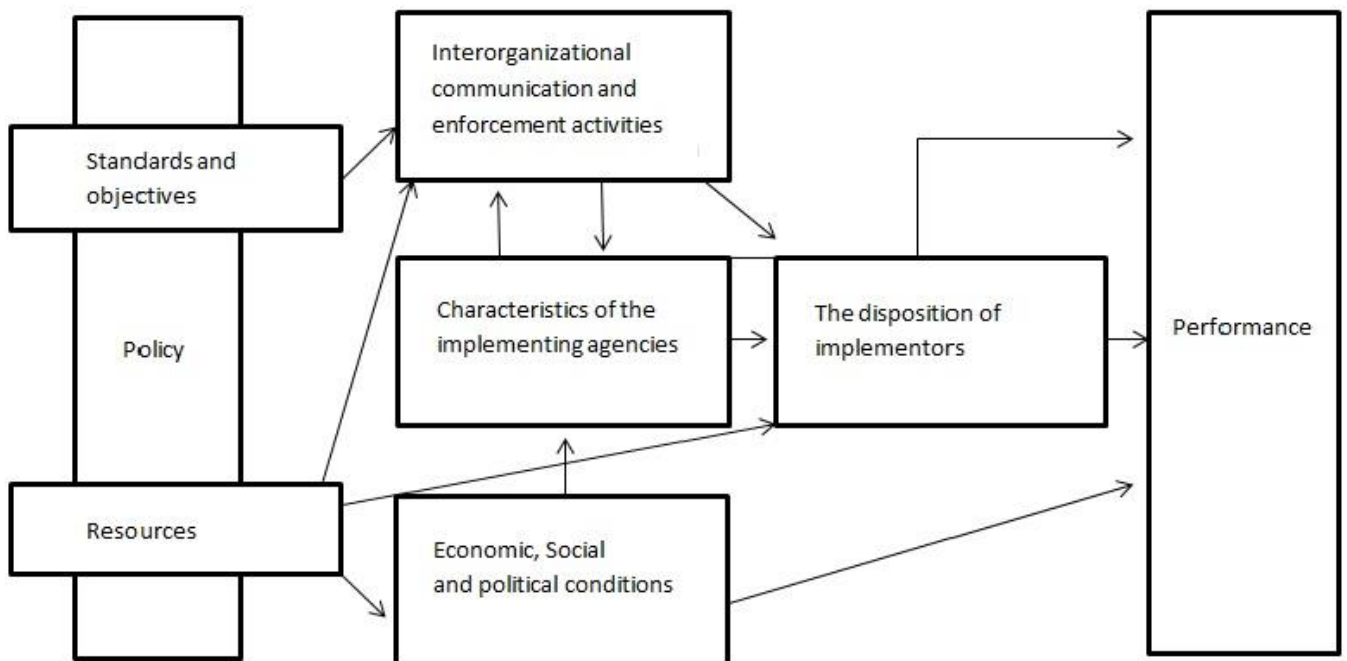 Interorganizational
communication and
enforcement activities
Standards and
objectives
Characteristics of the
implementing agencies
The disposition of
implementors
Performance
Policy
Resources
Economic, Social
and political conditions